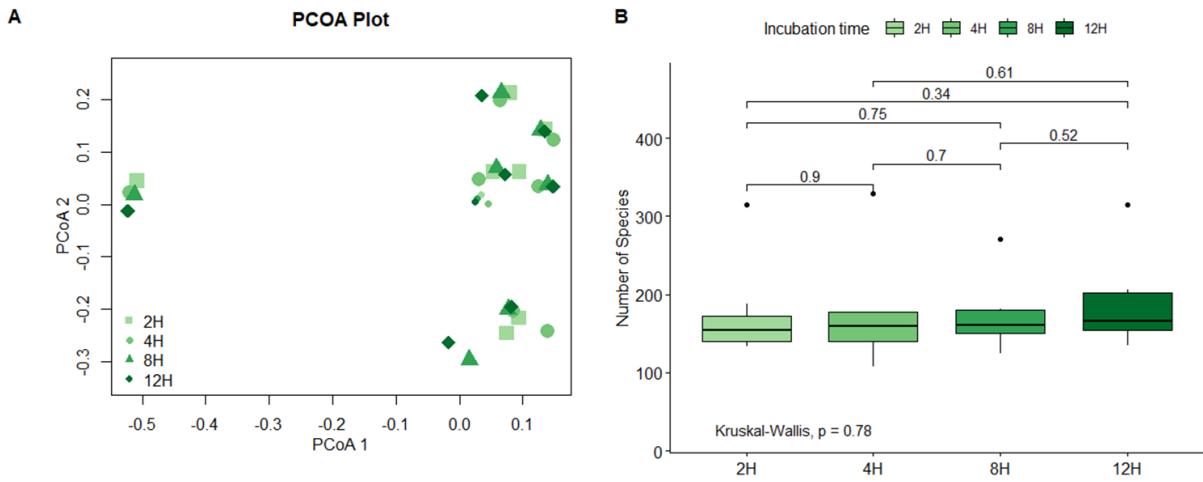 A
PCOA Plot
PCoA 2
0.2
0.1
0.0
-0.1
-0.2
-0.3
2H
4H
8H
12H
-0.5
-0.4
-0.3
-0.2
-0.1
0.0
0.1
PCoA 1
B
Incubation time 2H 4H 8H 12H
Number of Species
400
300
200
100
0
0.61
0.34
0.75
0.52
0.7
0.9
Kruskal-Wallis, p = 0.78
2H
4H
8H
12H